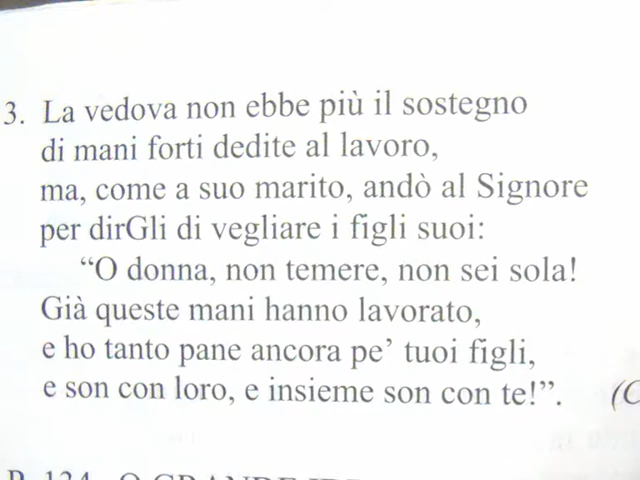 3. La vedova non ebbe più il sostegno
di mani forti dedite al lavoro,
ma, come a suo marito, andò al Signore
per dirGli di vegliare i figli suoi:
“O donna, non temere, non sei sola!
Già queste mani hanno lavorato,
e ho tanto pane ancora pe’ tuoi figli,
e son con loro, e insieme son con te!”.